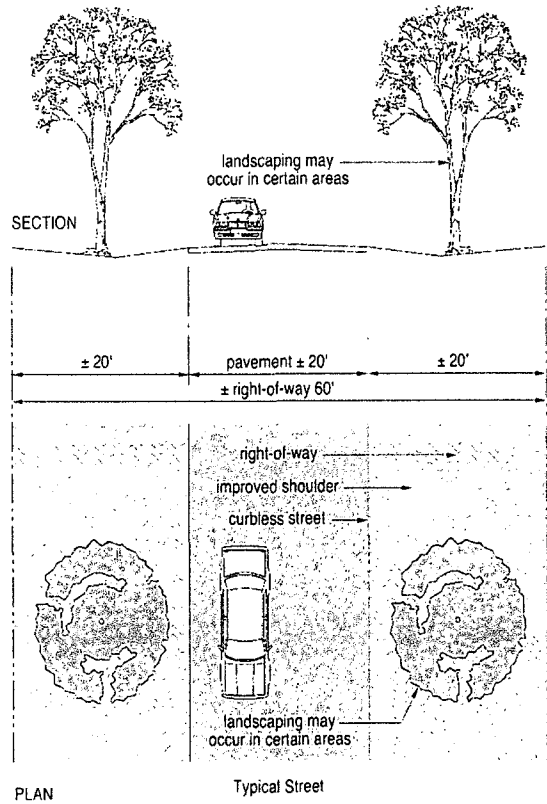 landscaping may
occur in certain areas
SECTION
± 20'
pavement ± 20'
± 20'
± right-of-way 60'
right-of-way
improved shoulder
curbless street
landscaping may
occur in certain areas
PLAN
Typical Street